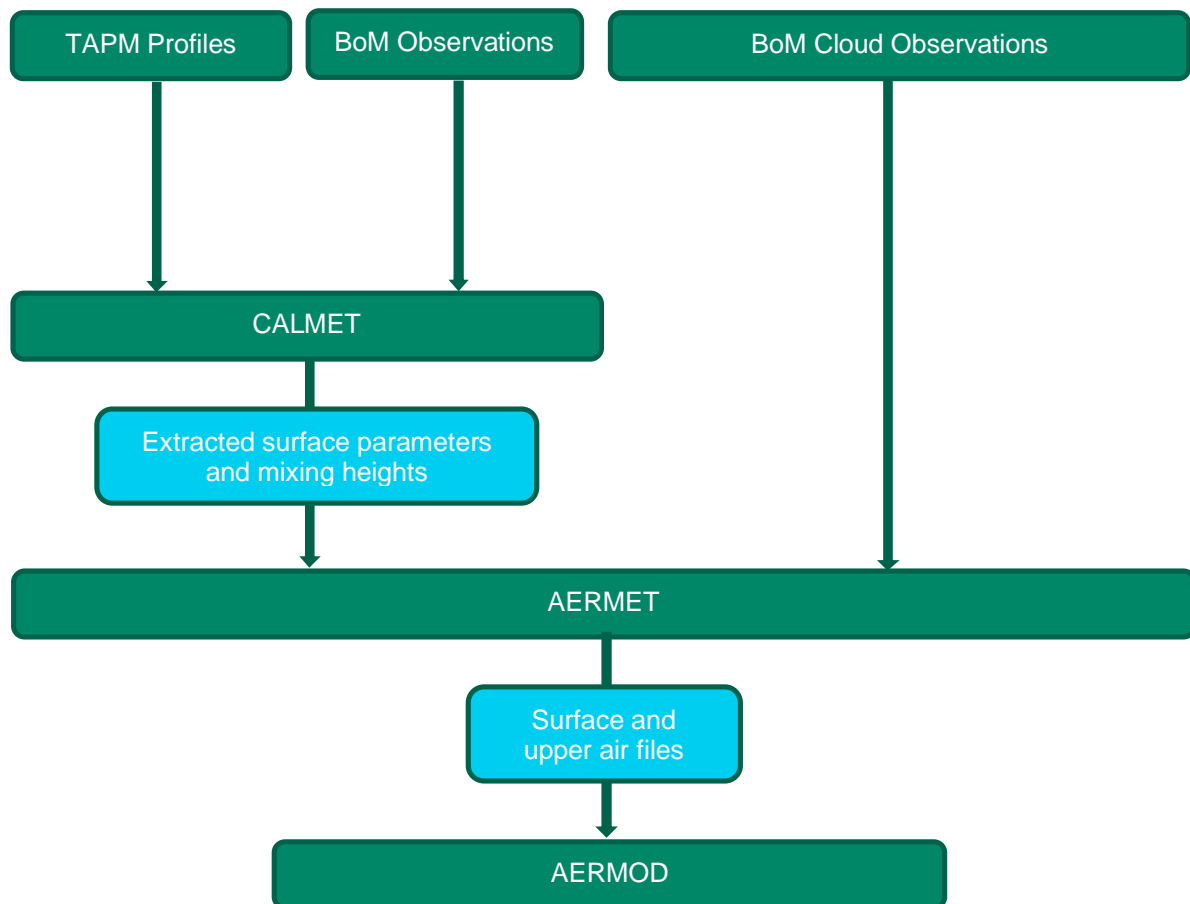 TAPM Profiles
BoM Observations
BoM Cloud Observations
CALMET
Extracted surface parameters
and mixing heights
AERMET
Surface and
upper air files
AERMOD